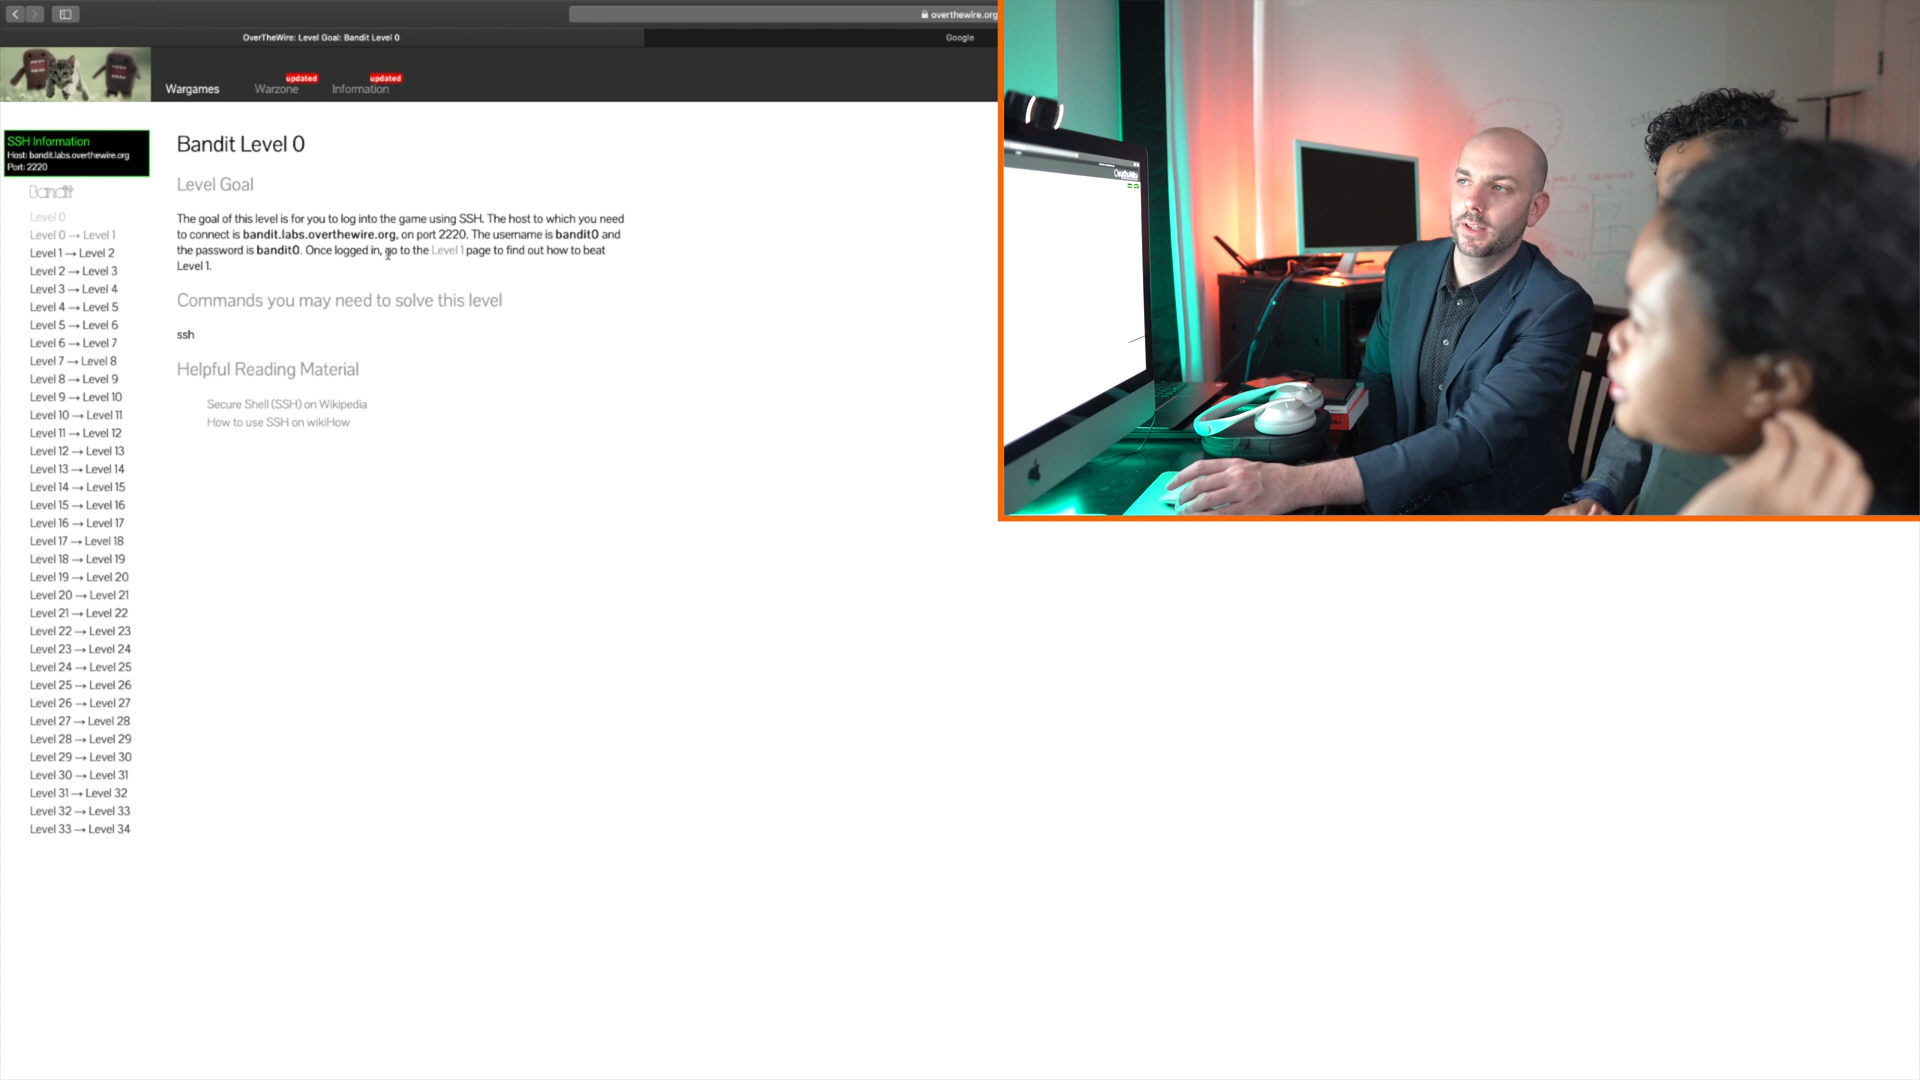 overthewire.org
OverTheWire: Level Goal: Bandit Level 0
Google
Wargames
updated
Warzone
updated
Information
SSH Information
Host: bandit.labs.overthewire.org
Port: 2220
Bandit
Level 0
Level 0 → Level 1
Level 1 → Level 2
Level 2 → Level 3
Level 3 → Level 4
Level 4 → Level 5
Level 5 → Level 6
Level 6 → Level 7
Level 7 → Level 8
Level 8 → Level 9
Level 9 → Level 10
Level 10 → Level 11
Level 11 → Level 12
Level 12 → Level 13
Level 13 → Level 14
Level 14 → Level 15
Level 15 → Level 16
Level 16 → Level 17
Level 17 → Level 18
Level 18 → Level 19
Level 19 → Level 20
Level 20 → Level 21
Level 21 → Level 22
Level 22 → Level 23
Level 23 → Level 24
Level 24 → Level 25
Level 25 → Level 26
Level 26 → Level 27
Level 27 → Level 28
Level 28 → Level 29
Level 29 → Level 30
Level 30 → Level 31
Level 31 → Level 32
Level 32 → Level 33
Level 33 → Level 34
Bandit Level 0
Level Goal
The goal of this level is for you to log into the game using SSH. The host to which you need
to connect is bandit.labs.overthewire.org, on port 2220. The username is bandit0 and
the password is bandit0. Once logged in, go to the Level 1 page to find out how to beat
Level 1.
Commands you may need to solve this level
ssh
Helpful Reading Material
Secure Shell (SSH) on Wikipedia
How to use SSH on wikiHow